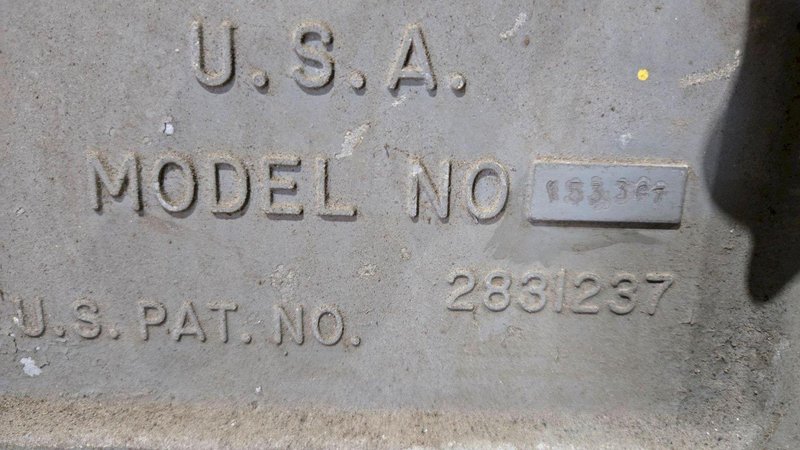 U.S.A.
MODEL NO
U.S. PAT. NO. 2831237